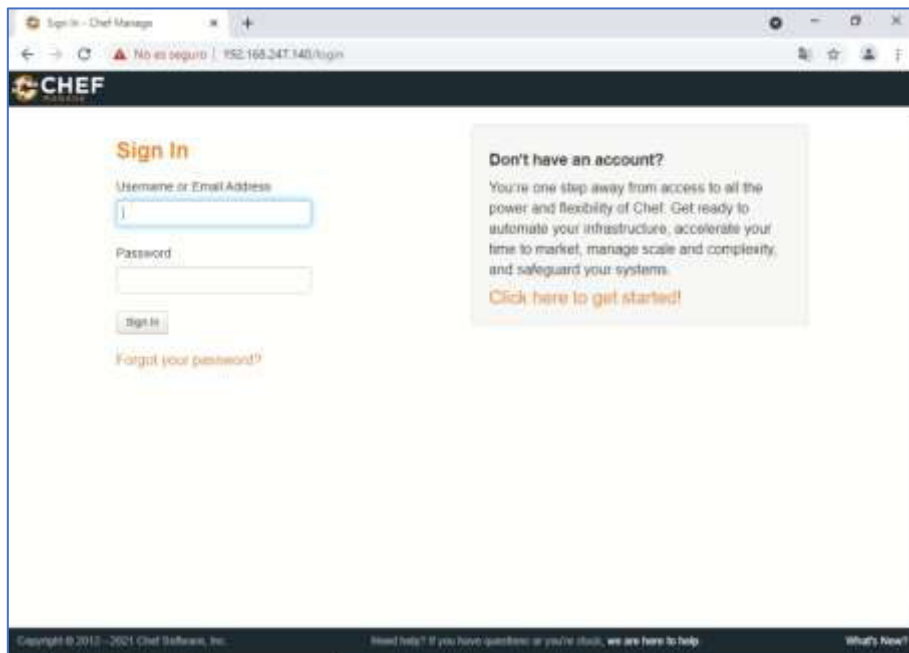 Sign In - Chef Manage
No es seguro | 192.168.247.140/login
CHEF
MANAGE
Sign In
Username or Email Address
Password
Sign In
Forgot your password?
Don't have an account?
You're one step away from access to all the
power and flexibility of Chef. Get ready to
automate your infrastructure, accelerate your
time to market, manage scale and complexity,
and safeguard your systems.
Click here to get started!
Copyright © 2012 – 2021 Chef Software, Inc.
Need help? If you have questions or you're stuck, we are here to help.
What's New?